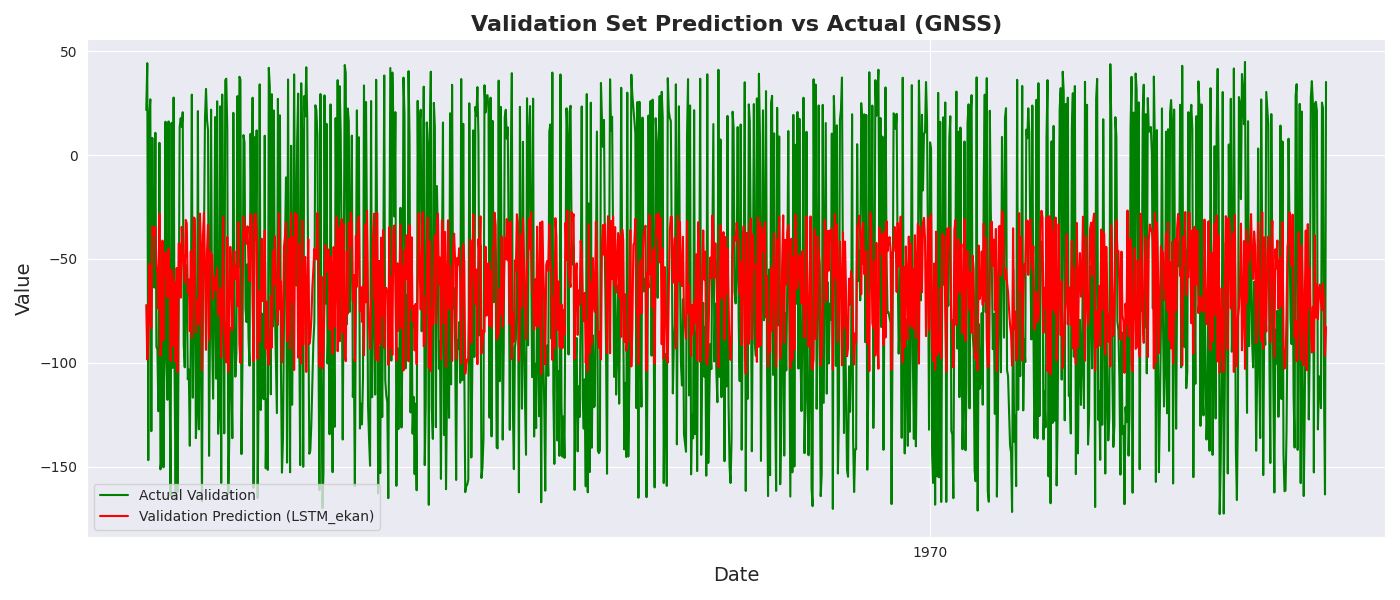 Validation Set Prediction vs Actual (GNSS)
50
0
−50
−100
−150
Value
Actual Validation
Validation Prediction (LSTM_ekan)
1970
Date